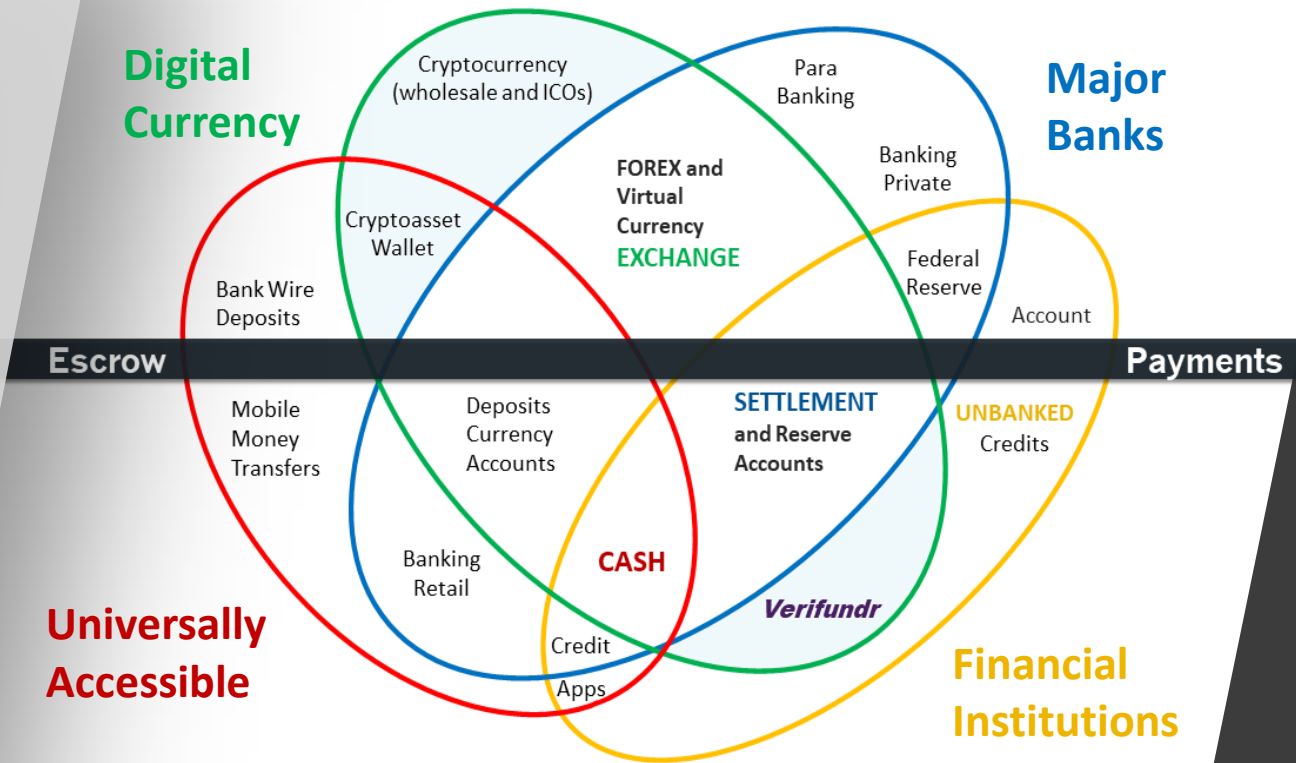 Digital
Currency
Cryptocurrency
(wholesale and ICOs)
Para
Banking
Major
Banks
FOREX and
Virtual
Currency
EXCHANGE
Banking
Private
Cryptoasset
Wallet
Federal
Reserve
Bank Wire
Deposits
Account
Escrow
Payments
Mobile
Money
Transfers
Deposits
Currency
Accounts
SETTLEMENT
and Reserve
Accounts
UNBANKED
Credits
Banking
Retail
CASH
Verifundr
Universally
Accessible
Credit
Apps
Financial
Institutions